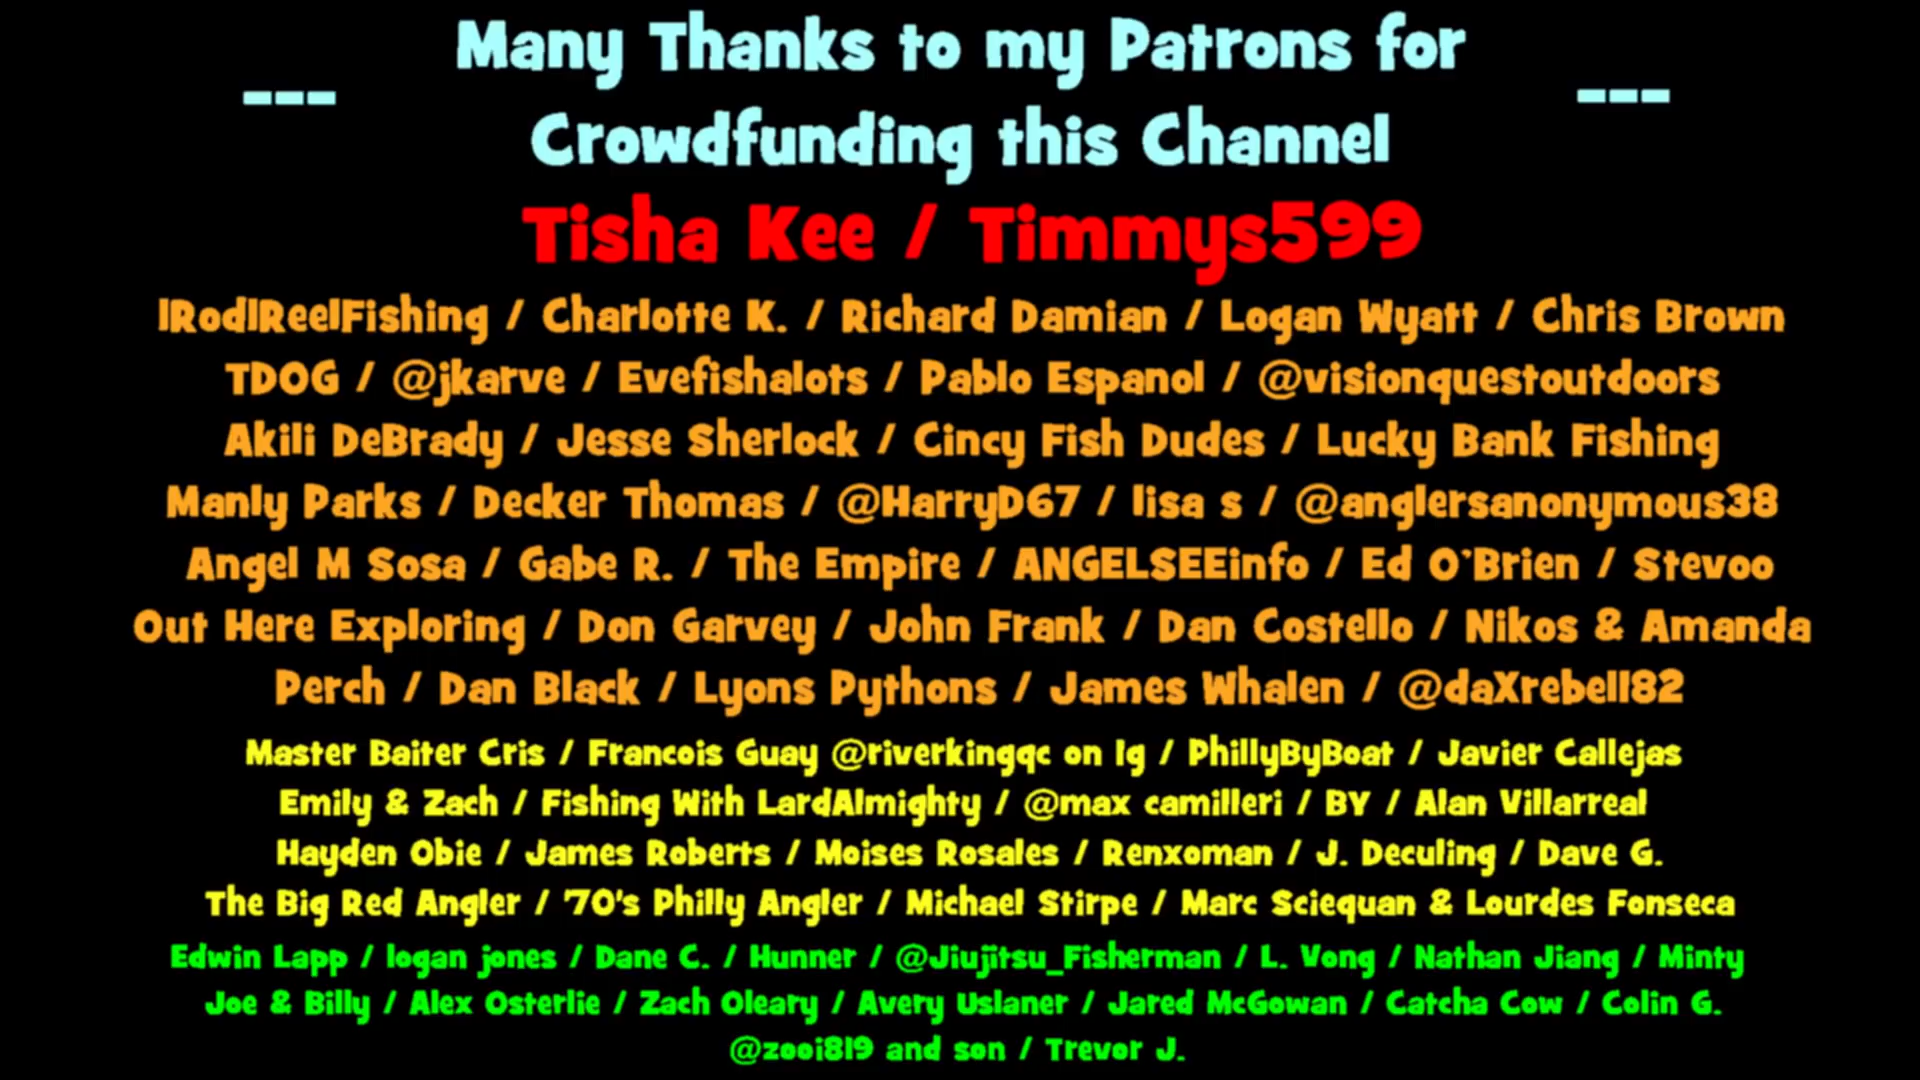 Many Thanks to my Patrons for
--- ---
Crowdfunding this Channel
Tisha Kee / Timmys599
1Rod1ReelFishing / Charlotte K. / Richard Damian / Logan Wyatt / Chris Brown
TDOG / @jkarve / Evefishalots / Pablo Espanol / @visionquestoutdoors
Akili DeBrady / Jesse Sherlock / Cincy Fish Dudes / Lucky Bank Fishing
Manly Parks / Decker Thomas / @HarryD67 / lisa s / @anglersanonymous38
Angel M Sosa / Gabe R. / The Empire / ANGELSEEinfo / Ed O'Brien / Stevoo
Out Here Exploring / Don Garvey / John Frank / Dan Costello / Nikos & Amanda
Perch / Dan Black / Lyons Pythons / James Whalen / @daXrebel182
Master Baiter Cris / Francois Guay @riverkingqc on Ig / PhillyByBoat / Javier Callejas
Emily & Zach / Fishing With LardAlmighty / @max camilleri / BY / Alan Villarreal
Hayden Obie / James Roberts / Moises Rosales / Renxoman / J. Deculing / Dave G.
The Big Red Angler / 70's Philly Angler / Michael Stirpe / Marc Sciequan & Lourdes Fonseca
Edwin Lapp / logan jones / Dane C. / Hunner / @Jiujitsu_Fisherman / L. Vong / Nathan Jiang / Minty
Joe & Billy / Alex Osterlie / Zach Oleary / Avery Uslaner / Jared McGowan / Catcha Cow / Colin G.
@zooi819 and son / Trevor J.